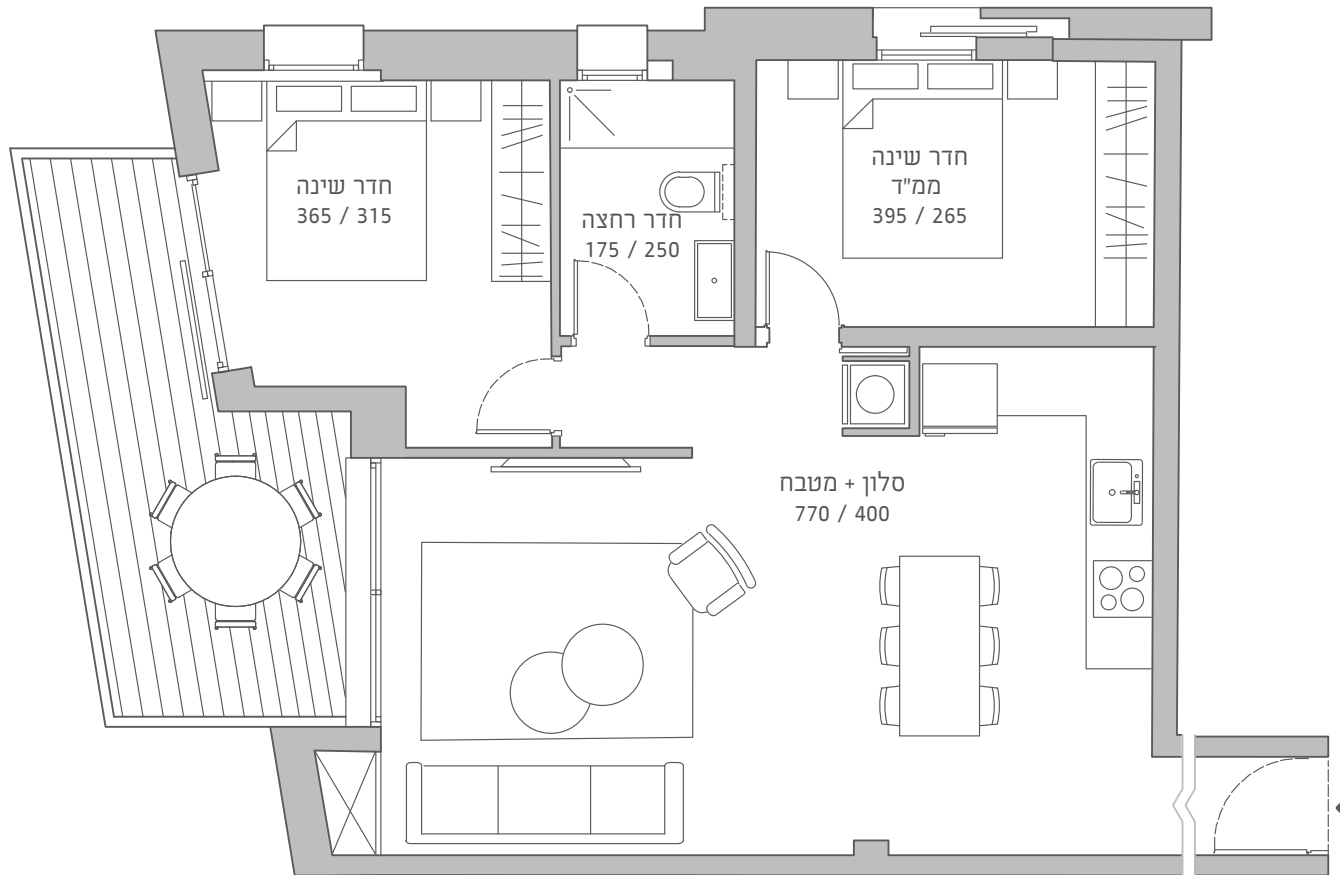 חדר שינה
ממ"ד
395 / 265
חדר שינה
365 / 315
חדר רחצה
175 / 250
סלון + מטבח
770 / 400